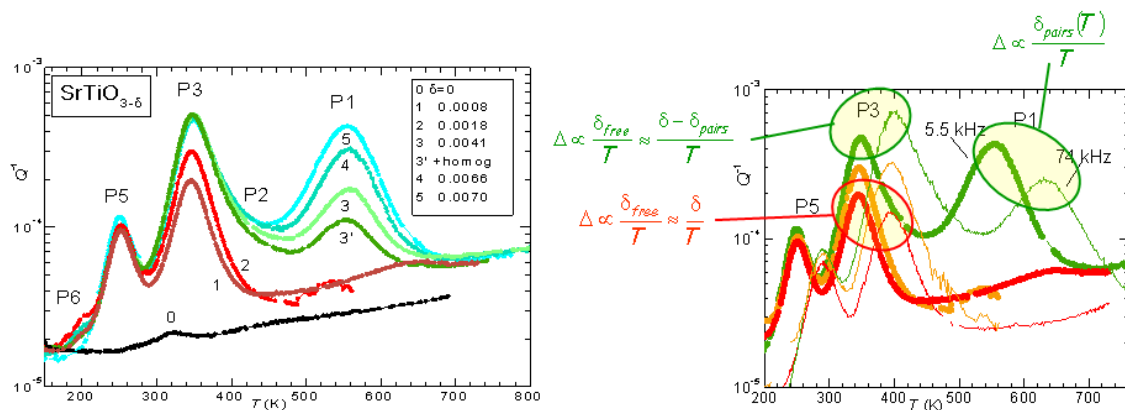 SrTiO3-δ
P3
P1
0 δ=0
1 0.0008
2 0.0018
3 0.0041
3' +homog
4 0.0066
5 0.0070
P5
P2
P6
5
4
3
3'
2
1
0
10⁻³
10⁻⁴
10⁻⁵
Q⁻¹
200 300 400 500 600 700 800
T (K)
Δ ∝ δpairs(T) / T
Δ ∝ δfree / T ≈ δ − δpairs / T
Δ ∝ δfree / T ≈ δ / T
10⁻³
10⁻⁴
10⁻⁵
Q⁻¹
P3
5.5 kHz
P1
74 kHz
P5
200 300 400 500 600 700
T (K)